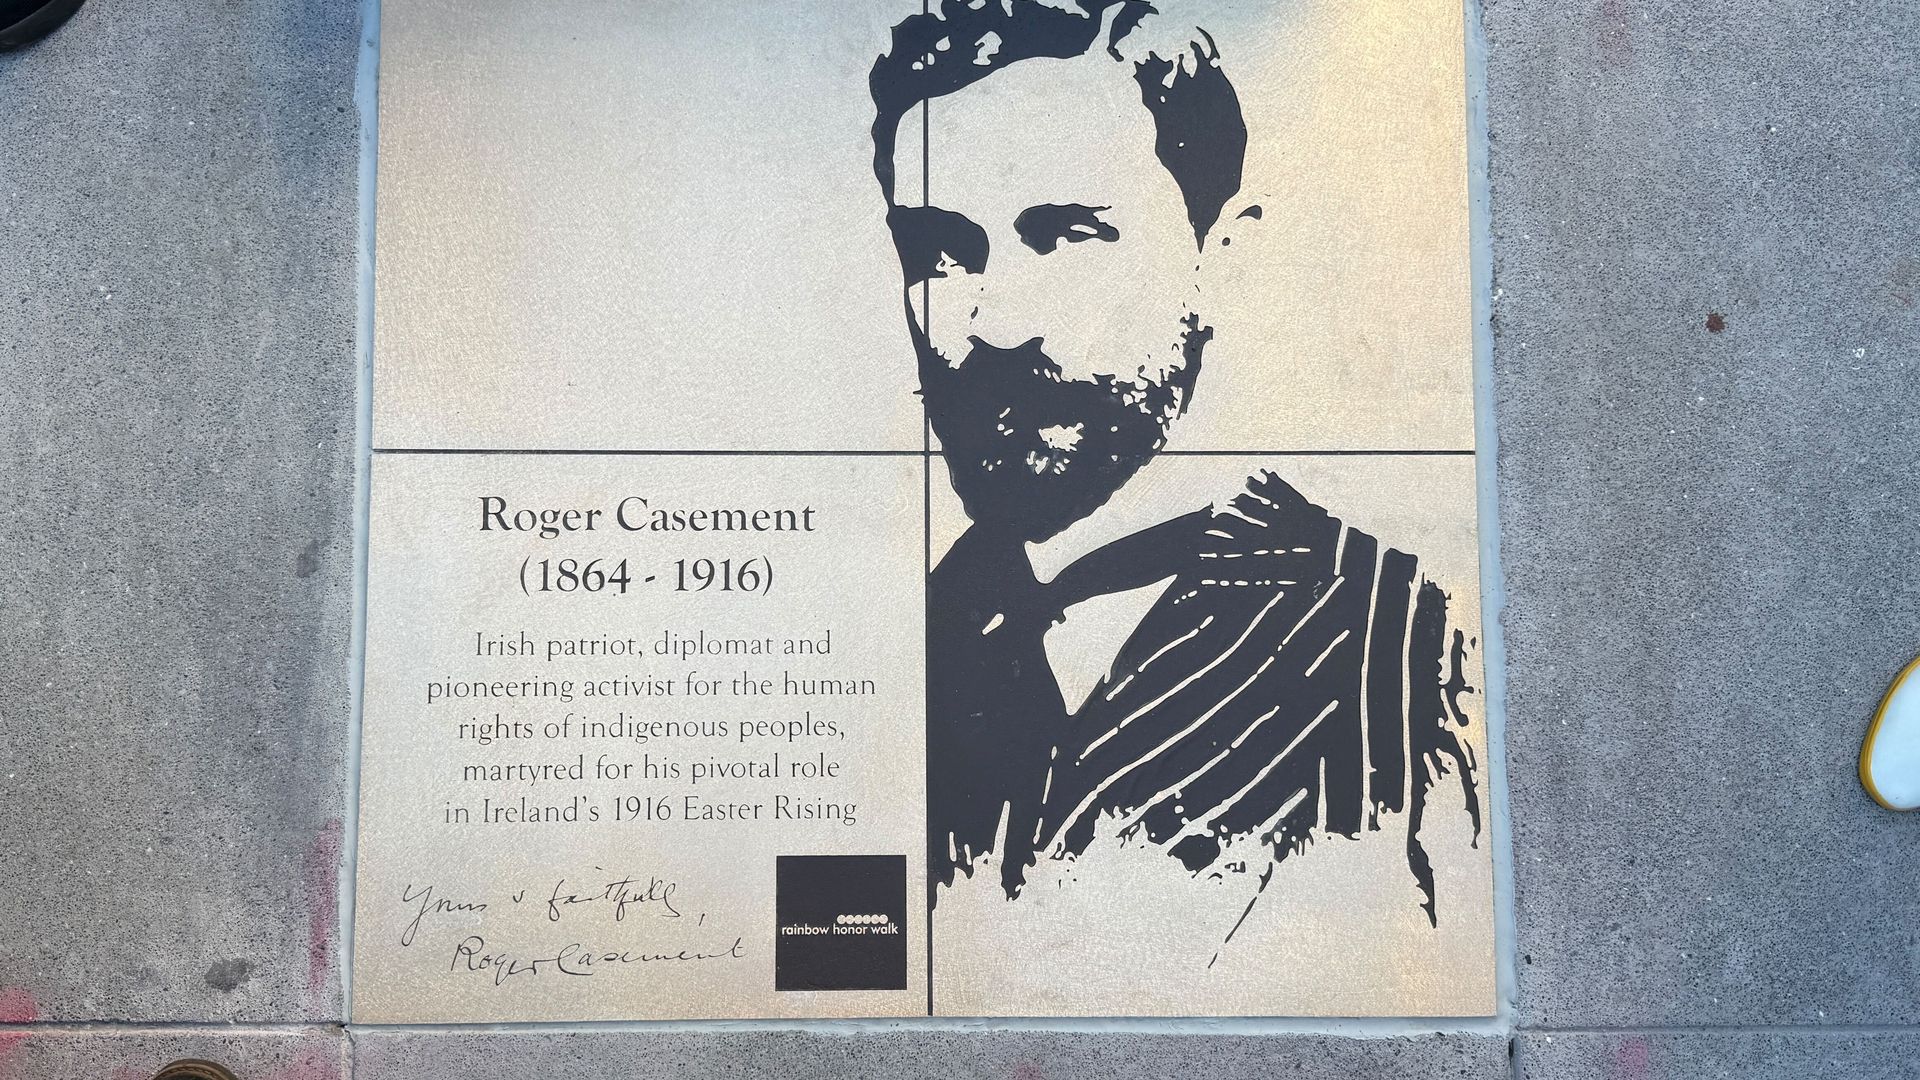 Roger Casement
(1864 - 1916)
Irish patriot, diplomat and
pioneering activist for the human
rights of indigenous peoples,
martyred for his pivotal role
in Ireland's 1916 Easter Rising
Yours faithfully,
Roger Casement
rainbow honor walk